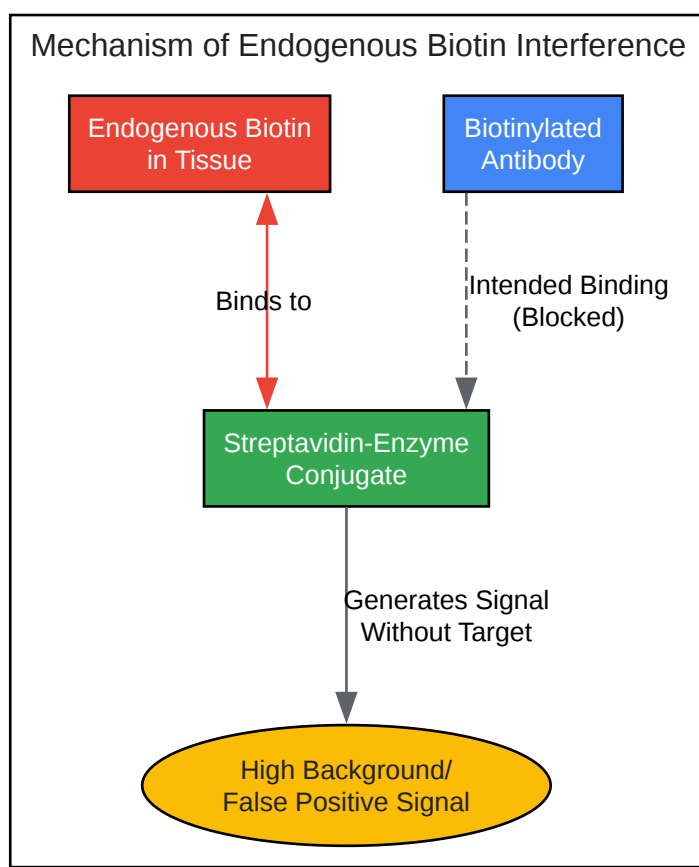 Mechanism of Endogenous Biotin Interference
Endogenous Biotin
in Tissue
Biotinylated
Antibody
Binds to
Intended Binding
(Blocked)
Streptavidin-Enzyme
Conjugate
Generates Signal
Without Target
High Background/
False Positive Signal